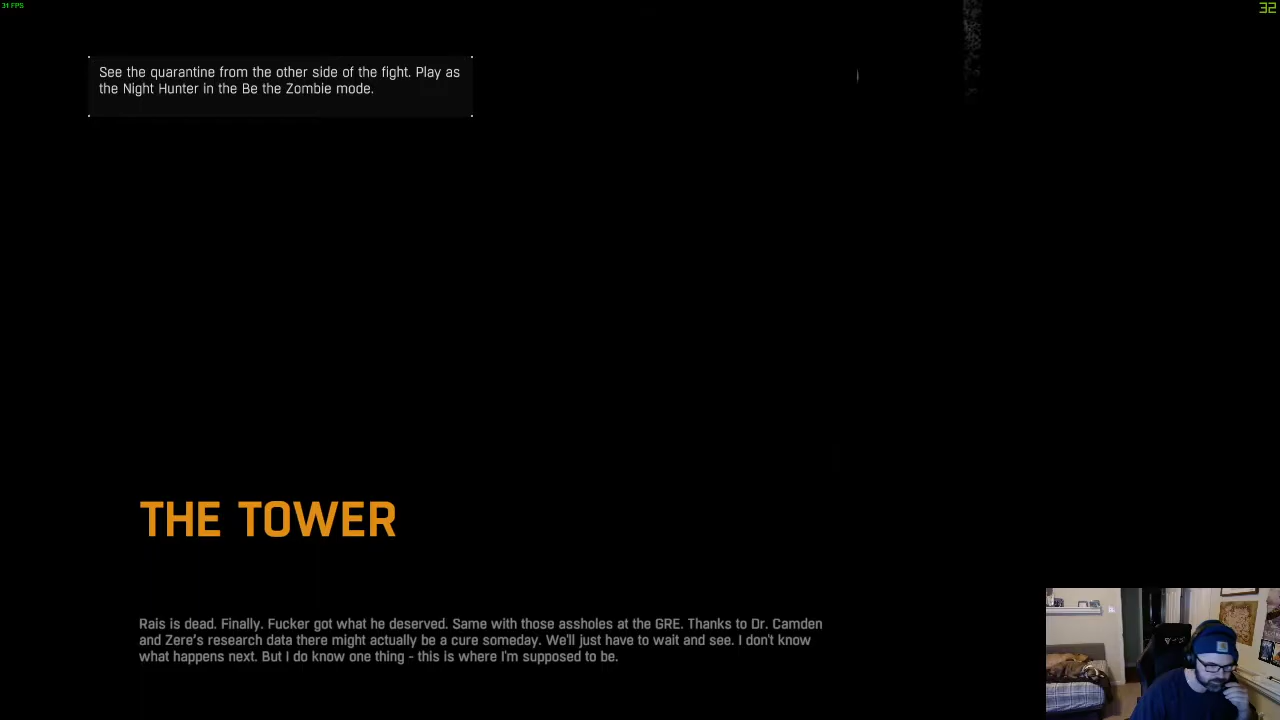 31 FPS
32
See the quarantine from the other side of the fight. Play as
the Night Hunter in the Be the Zombie mode.
THE TOWER
Rais is dead. Finally. Fucker got what he deserved. Same with those assholes at the GRE. Thanks to Dr. Camden
and Zere's research data there might actually be a cure someday. We'll just have to wait and see. I don't know
what happens next. But I do know one thing - this is where I'm supposed to be.